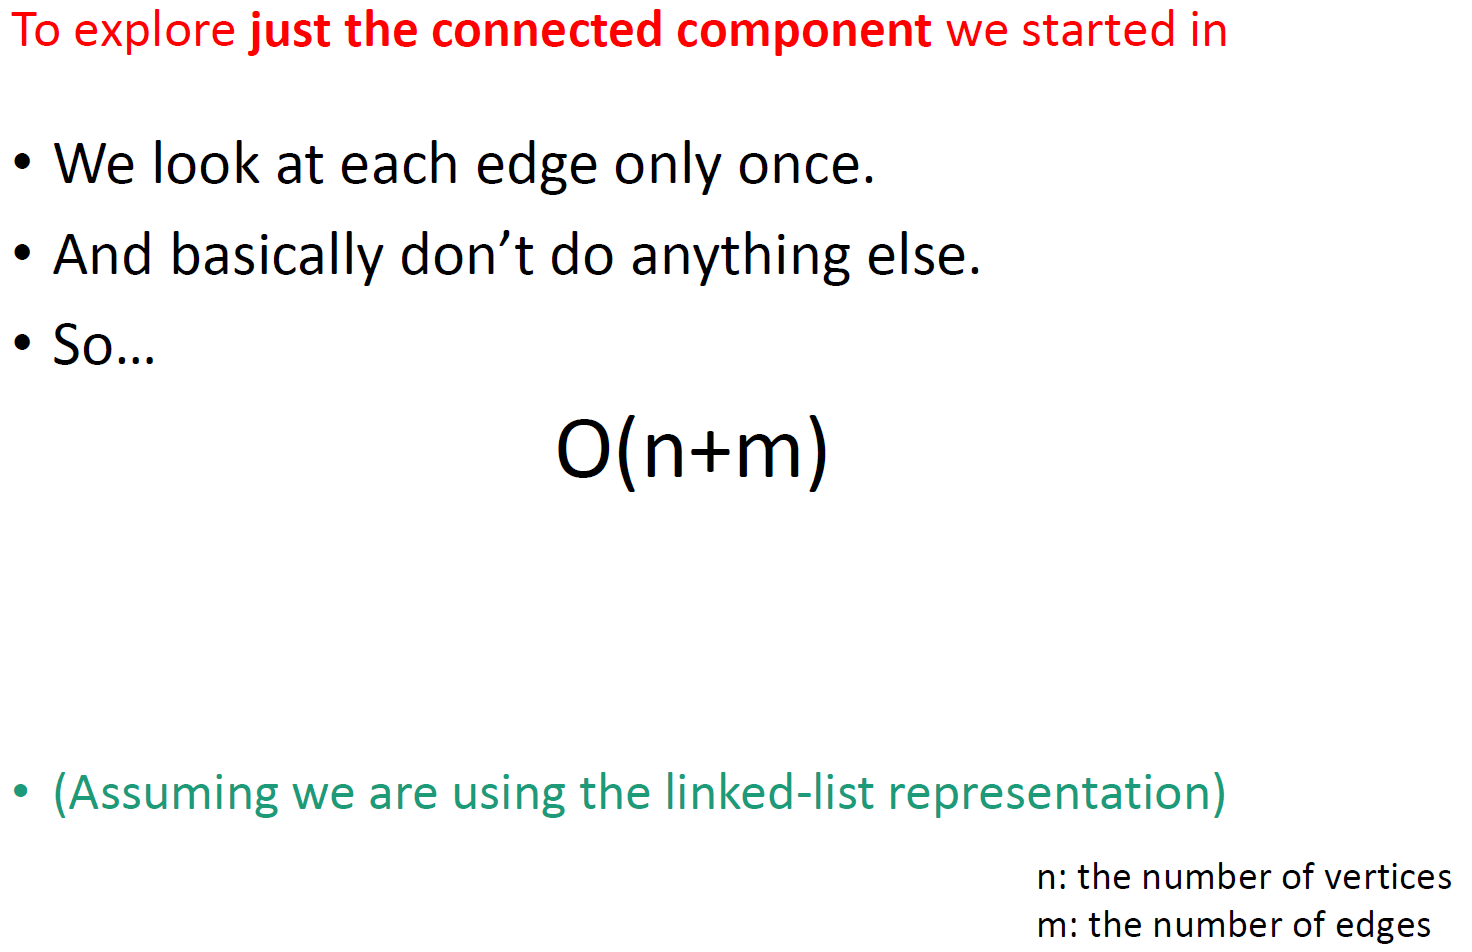 To explore just the connected component we started in
• We look at each edge only once.
• And basically don’t do anything else.
• So…
O(n+m)
• (Assuming we are using the linked-list representation)
n: the number of vertices
m: the number of edges